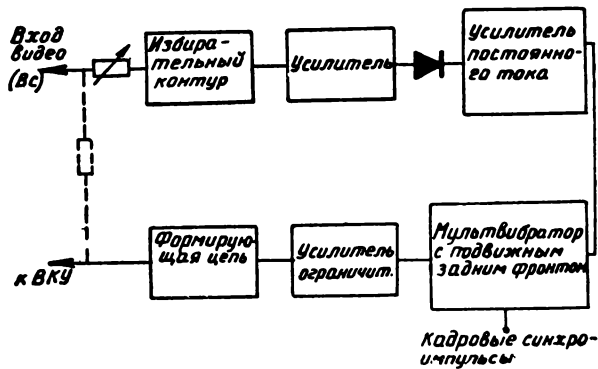 Вход
видео
(Вс)
Избира-
тельный
контур
Усилитель
Усилитель
постоянно-
го тока
к ВКУ
Формирую-
щая цепь
Усилитель
ограничит.
Мультвибратор
с подвижным
задним фронтом
Кадровые синхро-
импульсы